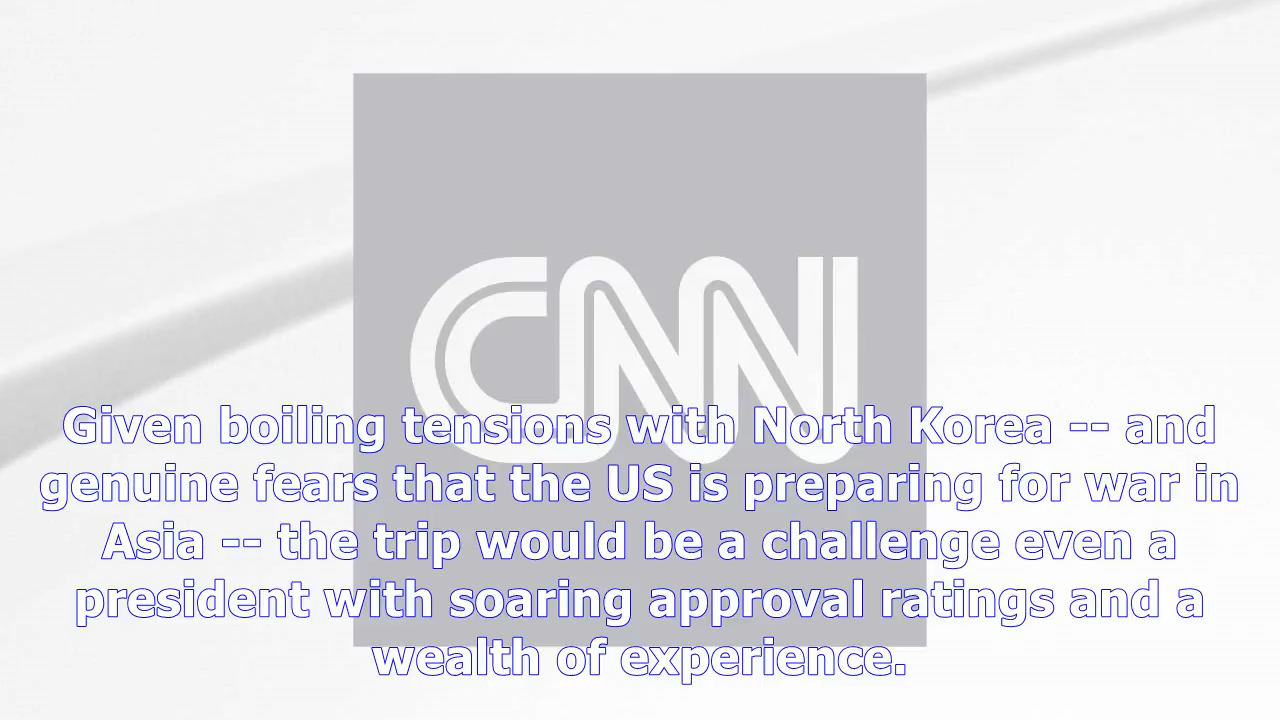 CNN
Given boiling tensions with North Korea -- and
genuine fears that the US is preparing for war in
Asia -- the trip would be a challenge even a
president with soaring approval ratings and a
wealth of experience.